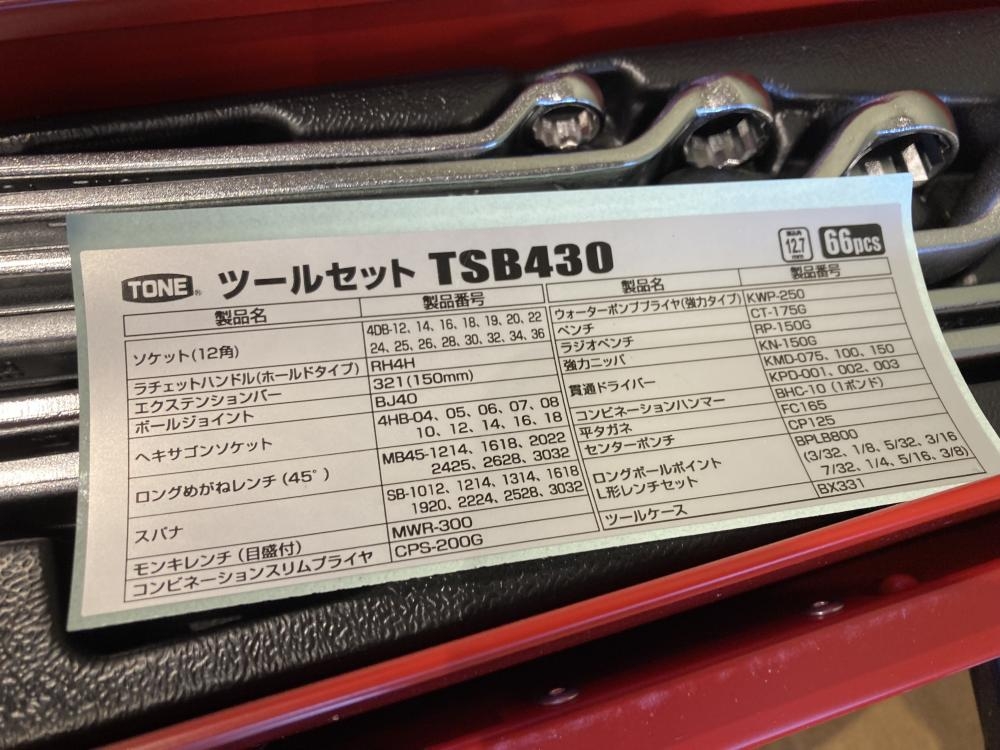 TONE® ツールセット TSB430
差込角 12.7 mm 66pcs
製品名 製品番号
ソケット(12角) 4DB-12、14、16、18、19、20、22
24、25、26、28、30、32、34、36
ラチェットハンドル(ホールドタイプ) RH4H
エクステンションバー 321(150mm)
ボールジョイント BJ40
ヘキサゴンソケット 4HB-04、05、06、07、08
10、12、14、16、18
ロングめがねレンチ (45°) MB45-1214、1618、2022
2425、2628、3032
スパナ SB-1012、1214、1314、1618
1920、2224、2528、3032
モンキレンチ (目盛付) MWR-300
コンビネーションスリムプライヤ CPS-200G
製品名 製品番号
ウォーターポンププライヤ(強力タイプ) KWP-250
ペンチ CT-175G
ラジオペンチ RP-150G
強力ニッパ KN-150G
貫通ドライバー KMD-075、100、150
KPD-001、002、003
コンビネーションハンマー BHC-10 (1ポンド)
平タガネ FC165
センターポンチ CP125
ロングボールポイント
L形レンチセット BPLB800
(3/32、1/8、5/32、3/16
7/32、1/4、5/16、3/8)
ツールケース BX331